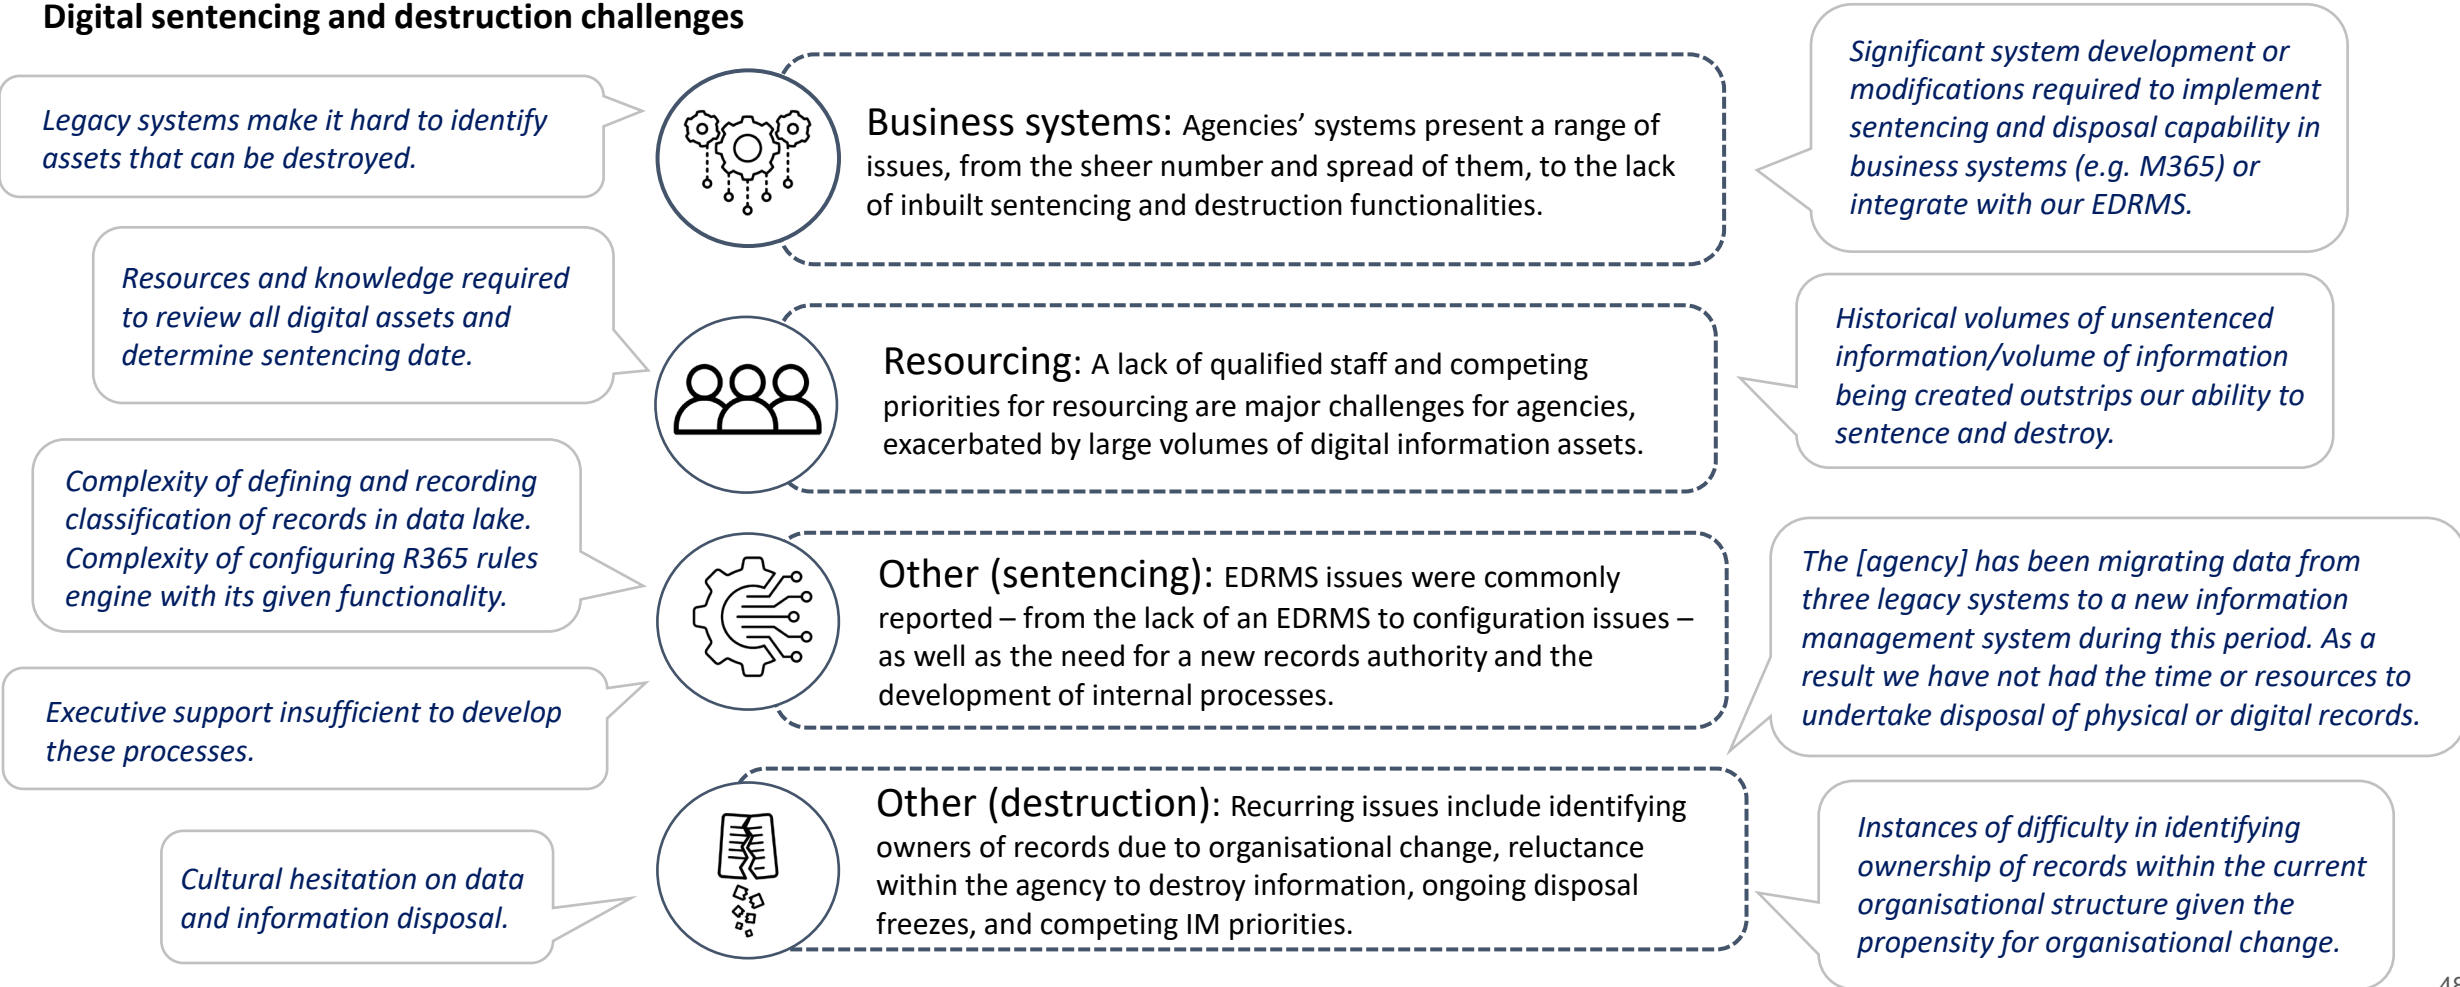 Digital sentencing and destruction challenges
Legacy systems make it hard to identify
assets that can be destroyed.
Business systems: Agencies’ systems present a range of
issues, from the sheer number and spread of them, to the lack
of inbuilt sentencing and destruction functionalities.
Significant system development or
modifications required to implement
sentencing and disposal capability in
business systems (e.g. M365) or
integrate with our EDRMS.
Resources and knowledge required
to review all digital assets and
determine sentencing date.
Resourcing: A lack of qualified staff and competing
priorities for resourcing are major challenges for agencies,
exacerbated by large volumes of digital information assets.
Historical volumes of unsentenced
information/volume of information
being created outstrips our ability to
sentence and destroy.
Complexity of defining and recording
classification of records in data lake.
Complexity of configuring R365 rules
engine with its given functionality.
Executive support insufficient to develop
these processes.
Other (sentencing): EDRMS issues were commonly
reported – from the lack of an EDRMS to configuration issues –
as well as the need for a new records authority and the
development of internal processes.
The [agency] has been migrating data from
three legacy systems to a new information
management system during this period. As a
result we have not had the time or resources to
undertake disposal of physical or digital records.
Cultural hesitation on data
and information disposal.
Other (destruction): Recurring issues include identifying
owners of records due to organisational change, reluctance
within the agency to destroy information, ongoing disposal
freezes, and competing IM priorities.
Instances of difficulty in identifying
ownership of records within the current
organisational structure given the
propensity for organisational change.